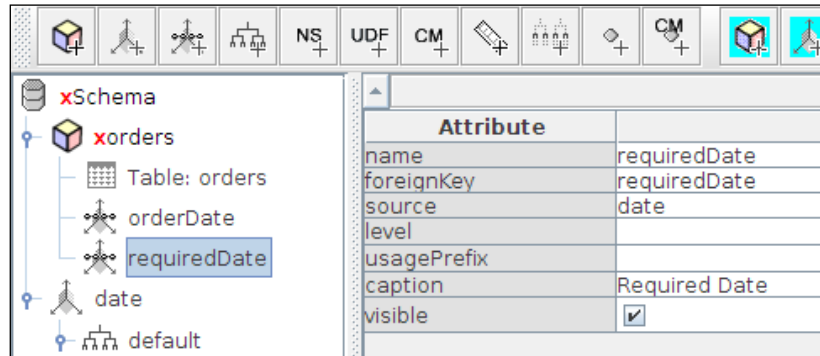 NS UDF CM CM
xSchema
xorders
Table: orders
orderDate
requiredDate
date
default
Attribute
name requiredDate
foreignKey requiredDate
source date
level
usagePrefix
caption Required Date
visible